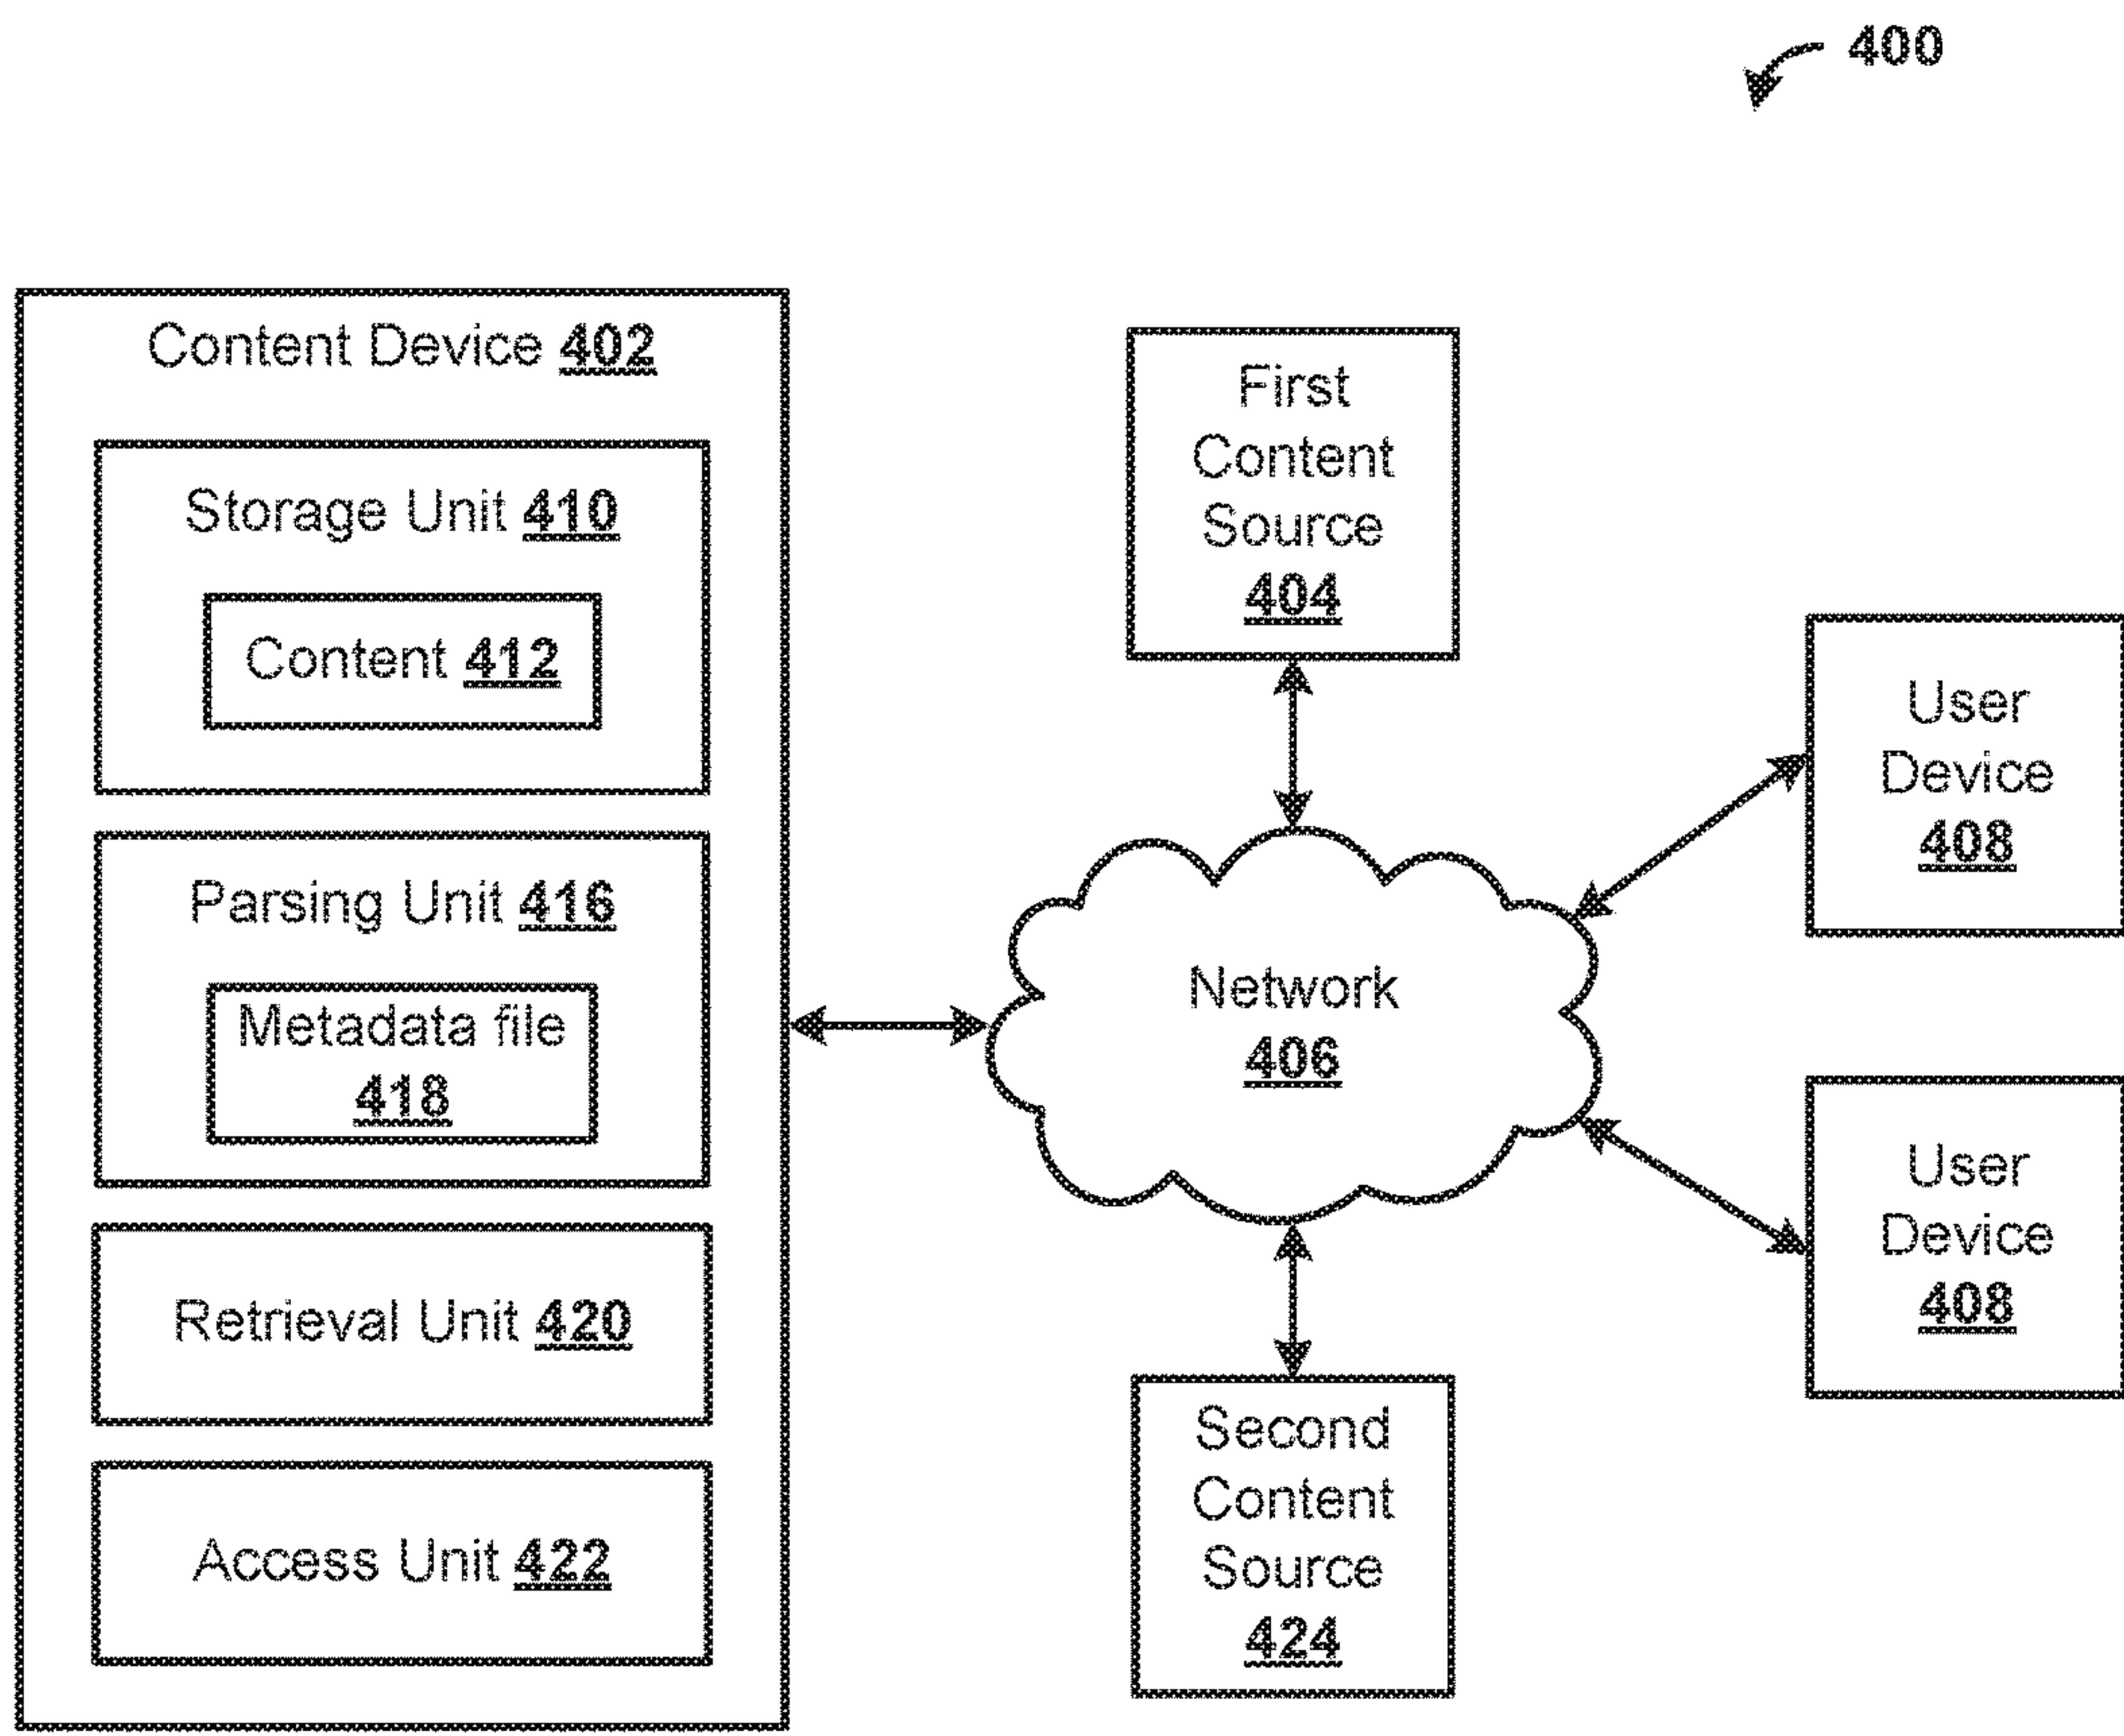 400
Content Device 402
Storage Unit 410
Content 412
Parsing Unit 416
Metadata file
418
Retrieval Unit 420
Access Unit 422
First
Content
Source
404
Network
406
Second
Content
Source
424
User
Device
408
User
Device
408